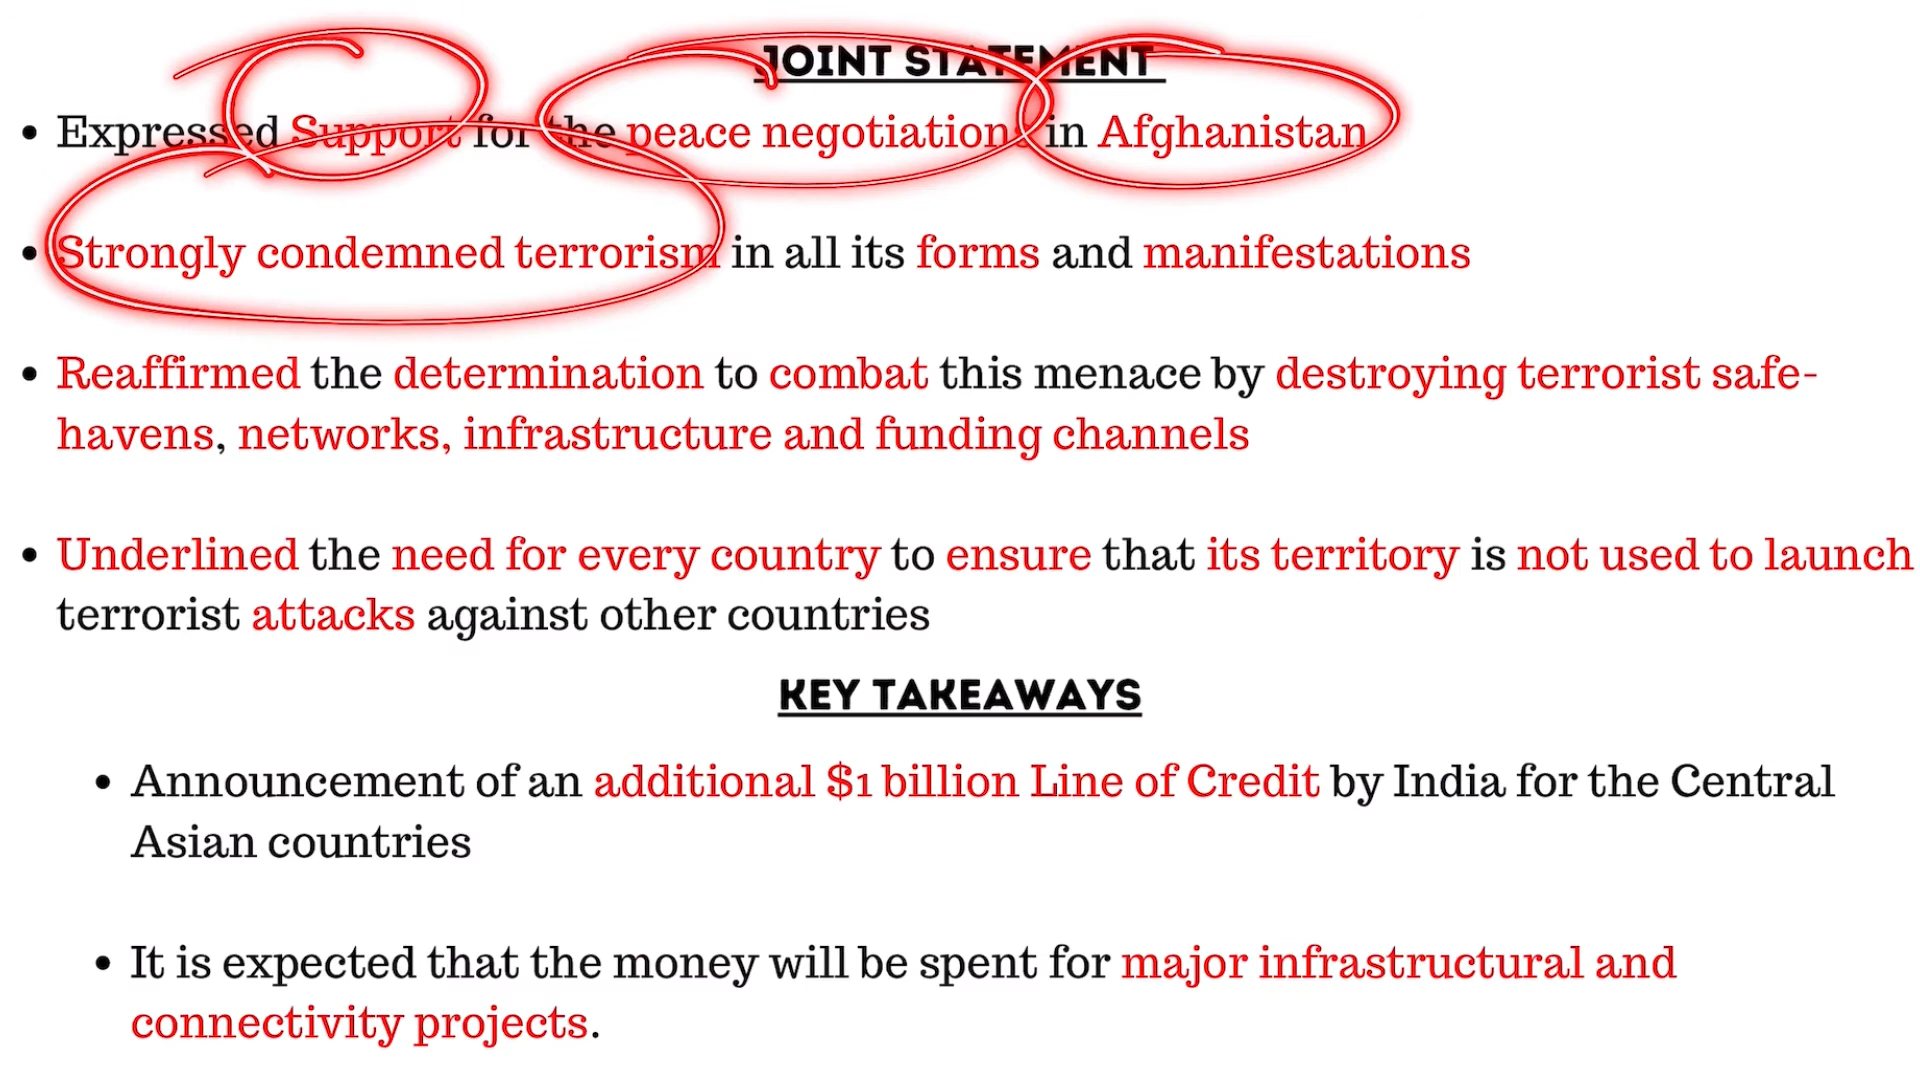 JOINT STATEMENT
• Expressed Support for the peace negotiations in Afghanistan
• Strongly condemned terrorism in all its forms and manifestations
• Reaffirmed the determination to combat this menace by destroying terrorist safe-
havens, networks, infrastructure and funding channels
• Underlined the need for every country to ensure that its territory is not used to launch
terrorist attacks against other countries
KEY TAKEAWAYS
• Announcement of an additional $1 billion Line of Credit by India for the Central
Asian countries
• It is expected that the money will be spent for major infrastructural and
connectivity projects.